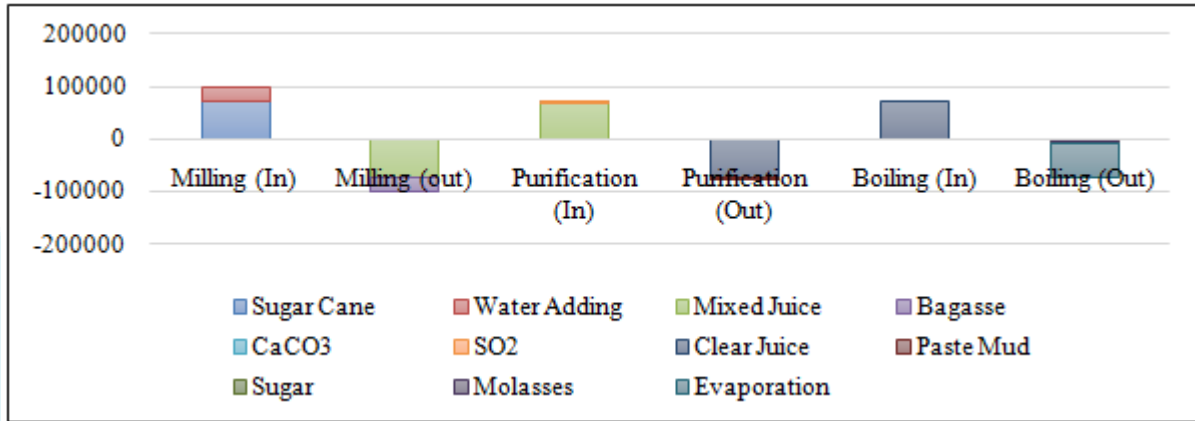 200000
100000
0
-100000
-200000
Milling (In)
Milling (out)
Purification
(In)
Purification
(Out)
Boiling (In)
Boiling (Out)
Sugar Cane
Water Adding
Mixed Juice
Bagasse
CaCO3
SO2
Clear Juice
Paste Mud
Sugar
Molasses
Evaporation